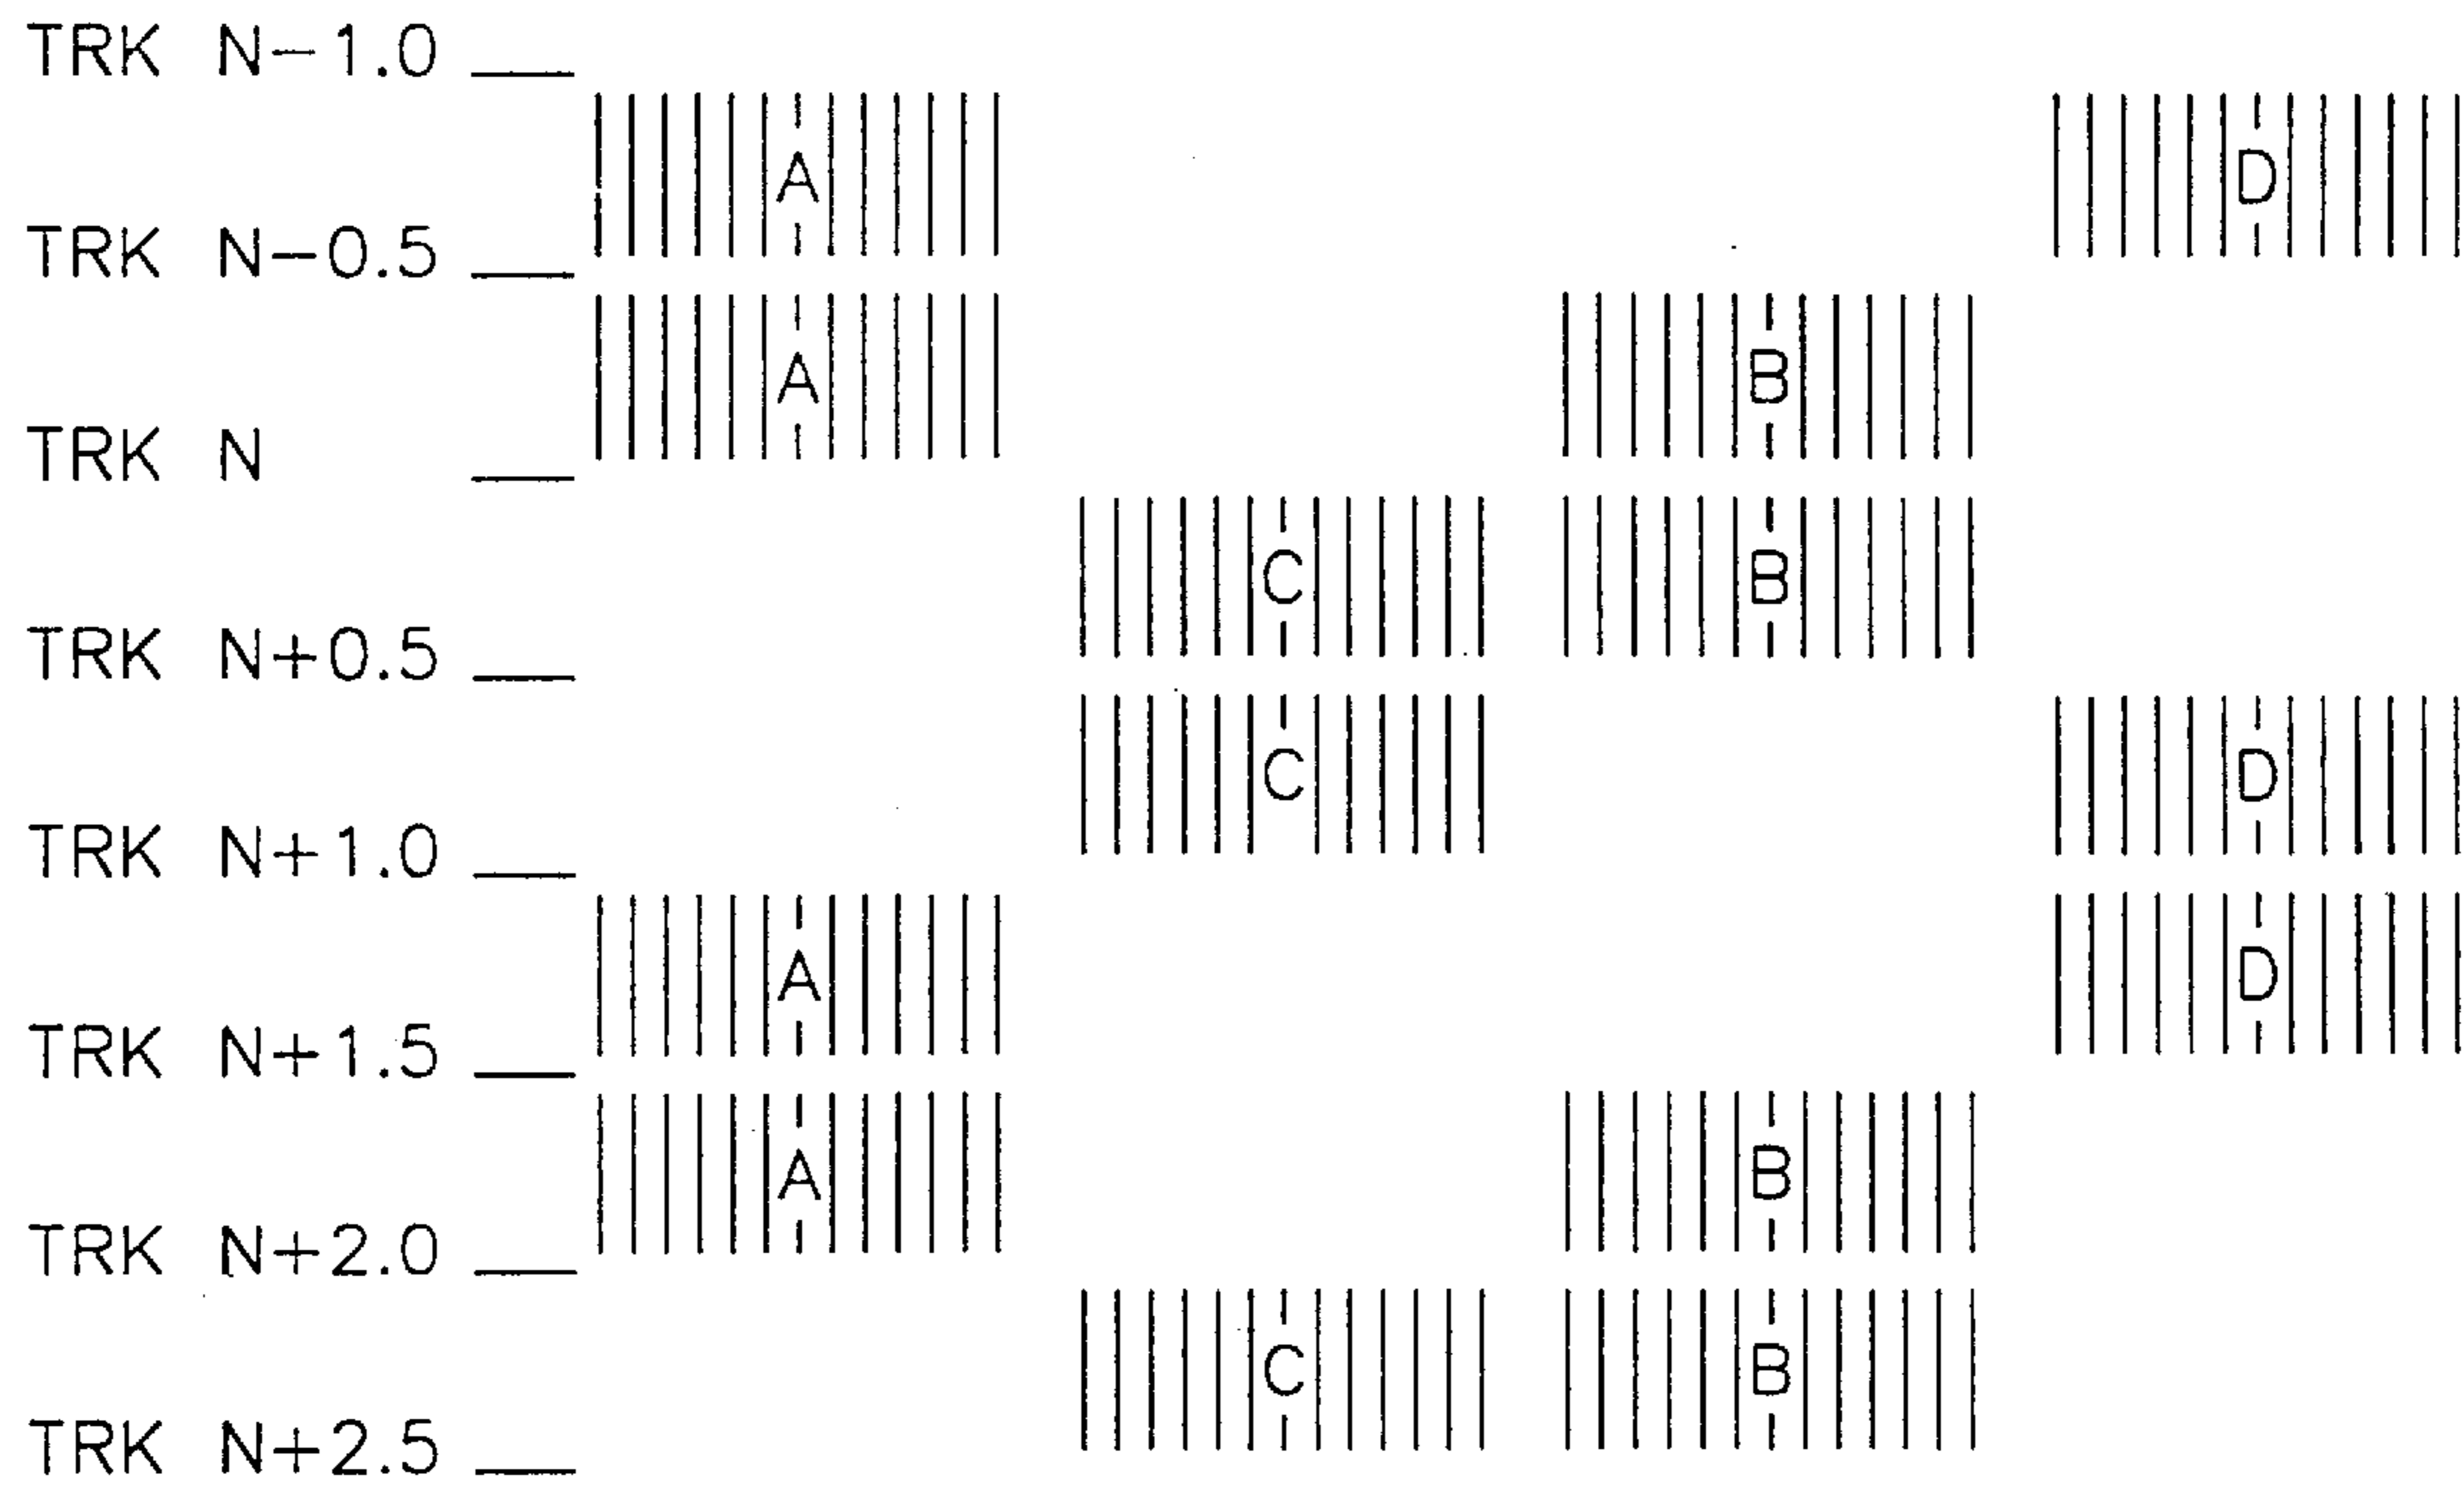 TRK N-1.0
A D
TRK N-0.5
A B
TRK N
C B
TRK N+0.5
C D
TRK N+1.0
A D
TRK N+1.5
A B
TRK N+2.0
C B
TRK N+2.5